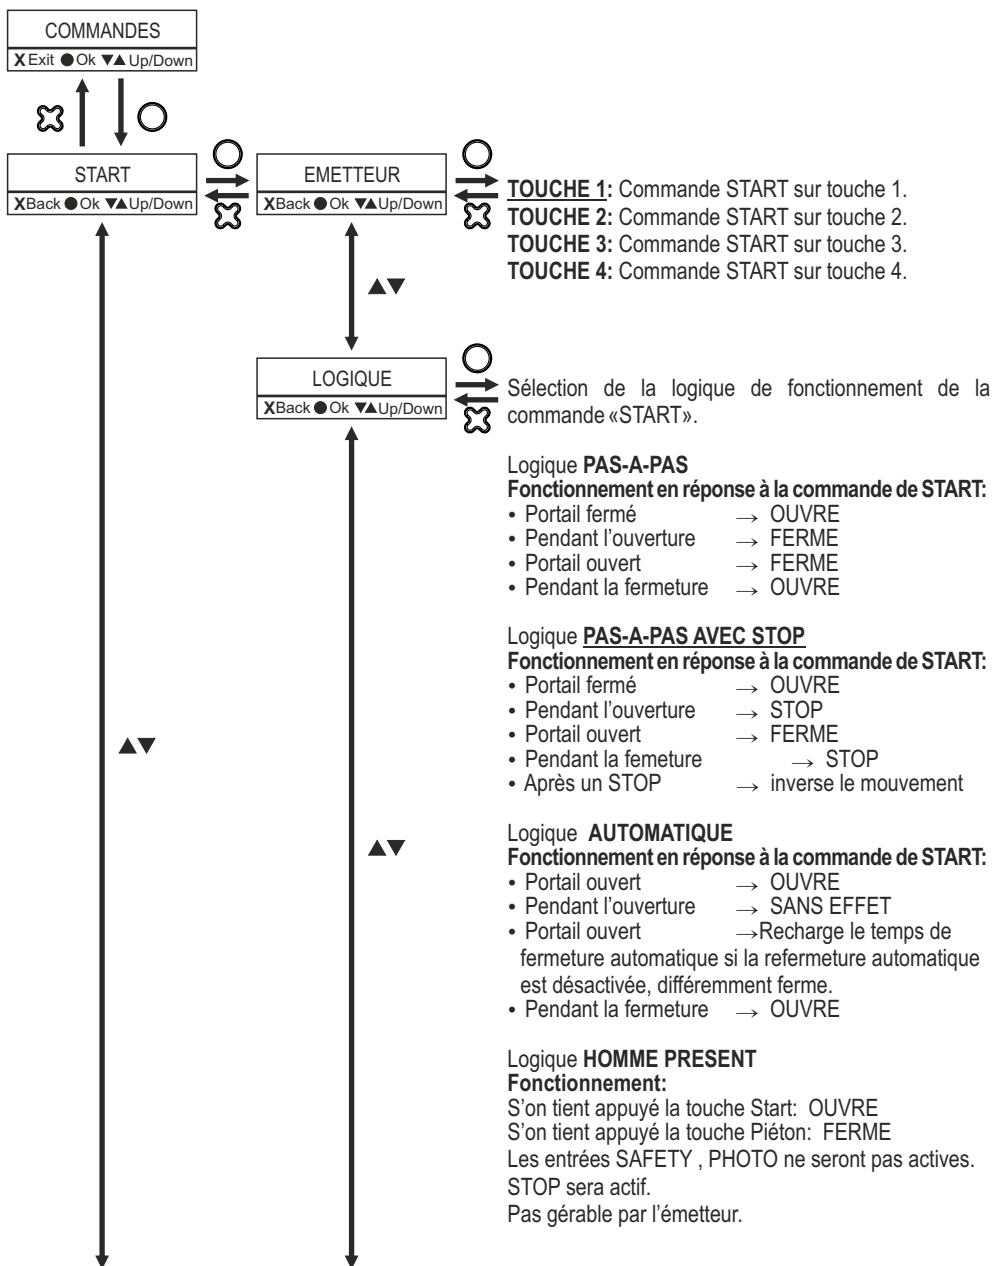 COMMANDES
X Exit ● Ok ▼▲ Up/Down
START
XBack ● Ok ▼▲ Up/Down
EMETTEUR
XBack ● Ok ▼▲ Up/Down
TOUCHE 1: Commande START sur touche 1.
TOUCHE 2: Commande START sur touche 2.
TOUCHE 3: Commande START sur touche 3.
TOUCHE 4: Commande START sur touche 4.
▲▼
LOGIQUE
XBack ● Ok ▼▲ Up/Down
Sélection de la logique de fonctionnement de la
commande «START».
Logique PAS-A-PAS
Fonctionnement en réponse à la commande de START:
• Portail fermé → OUVRE
• Pendant l'ouverture → FERME
• Portail ouvert → FERME
• Pendant la fermeture → OUVRE
Logique PAS-A-PAS AVEC STOP
Fonctionnement en réponse à la commande de START:
• Portail fermé → OUVRE
• Pendant l'ouverture → STOP
• Portail ouvert → FERME
• Pendant la femeture → STOP
• Après un STOP → inverse le mouvement
▲▼
▲▼
Logique AUTOMATIQUE
Fonctionnement en réponse à la commande de START:
• Portail ouvert → OUVRE
• Pendant l'ouverture → SANS EFFET
• Portail ouvert →Recharge le temps de
fermeture automatique si la refermeture automatique
est désactivée, différemment ferme.
• Pendant la fermeture → OUVRE
Logique HOMME PRESENT
Fonctionnement:
S'on tient appuyé la touche Start: OUVRE
S'on tient appuyé la touche Piéton: FERME
Les entrées SAFETY , PHOTO ne seront pas actives.
STOP sera actif.
Pas gérable par l'émetteur.